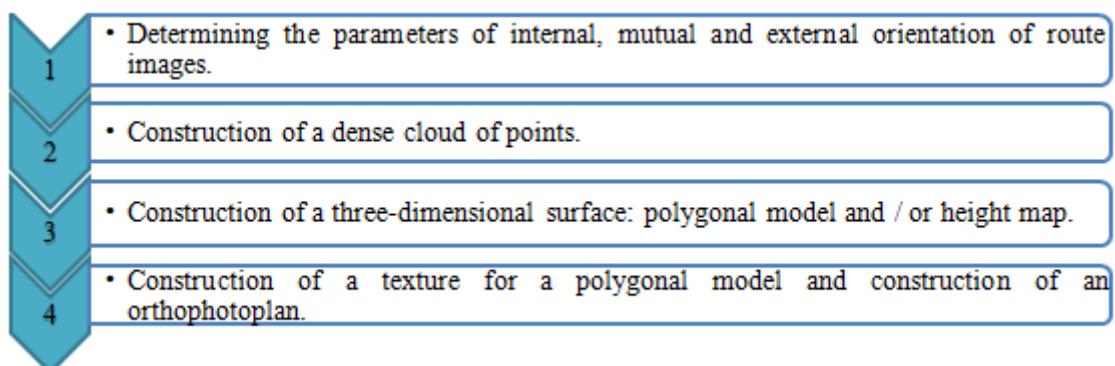 1
• Determining the parameters of internal, mutual and external orientation of route
images.
2
• Construction of a dense cloud of points.
3
• Construction of a three-dimensional surface: polygonal model and / or height map.
4
• Construction of a texture for a polygonal model and construction of an
orthophotoplan.